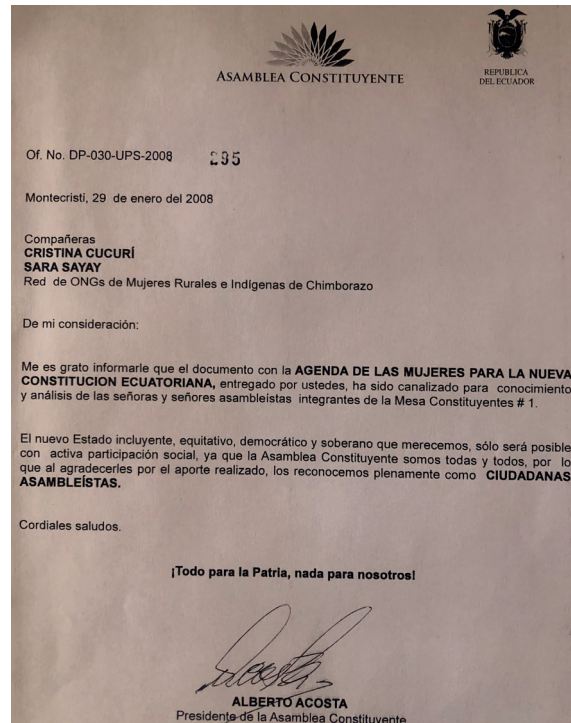 ASAMBLEA CONSTITUYENTE
REPUBLICA
DEL ECUADOR
Of. No. DP-030-UPS-2008 295
Montecristi, 29 de enero del 2008
Compañeras
CRISTINA CUCURÍ
SARA SAYAY
Red de ONGs de Mujeres Rurales e Indígenas de Chimborazo
De mi consideración:
Me es grato informarle que el documento con la AGENDA DE LAS MUJERES PARA LA NUEVA
CONSTITUCION ECUATORIANA, entregado por ustedes, ha sido canalizado para conocimiento
y análisis de las señoras y señores asambleístas integrantes de la Mesa Constituyentes # 1.
El nuevo Estado incluyente, equitativo, democrático y soberano que merecemos, sólo será posible
con activa participación social, ya que la Asamblea Constituyente somos todas y todos, por lo
que al agradecerles por el aporte realizado, los reconocemos plenamente como CIUDADANAS
ASAMBLEÍSTAS.
Cordiales saludos.
¡Todo para la Patria, nada para nosotros!
ALBERTO ACOSTA
Presidente de la Asamblea Constituyente